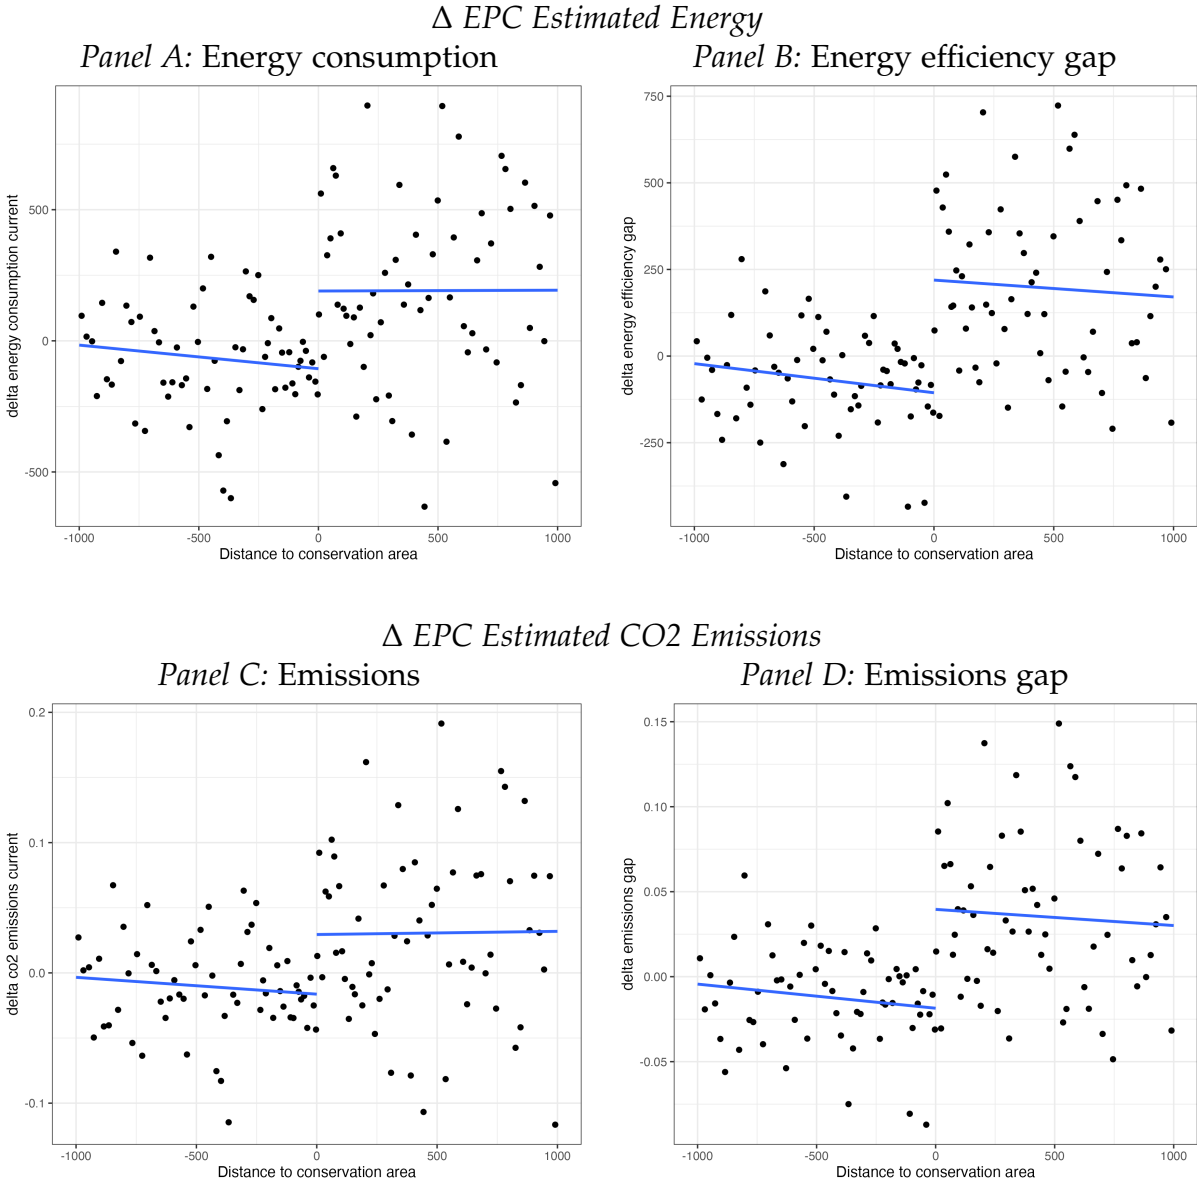 Δ EPC Estimated Energy
Panel A: Energy consumption
Panel B: Energy efficiency gap
delta energy consumption current
500
0
-500
-1000 -500 0 500 1000
Distance to conservation area
delta energy efficiency gap
750
500
250
0
-250
-1000 -500 0 500 1000
Distance to conservation area
Δ EPC Estimated CO2 Emissions
Panel C: Emissions
Panel D: Emissions gap
delta co2 emissions current
0.2
0.1
0.0
-0.1
-1000 -500 0 500 1000
Distance to conservation area
delta emissions gap
0.15
0.10
0.05
0.00
-0.05
-1000 -500 0 500 1000
Distance to conservation area